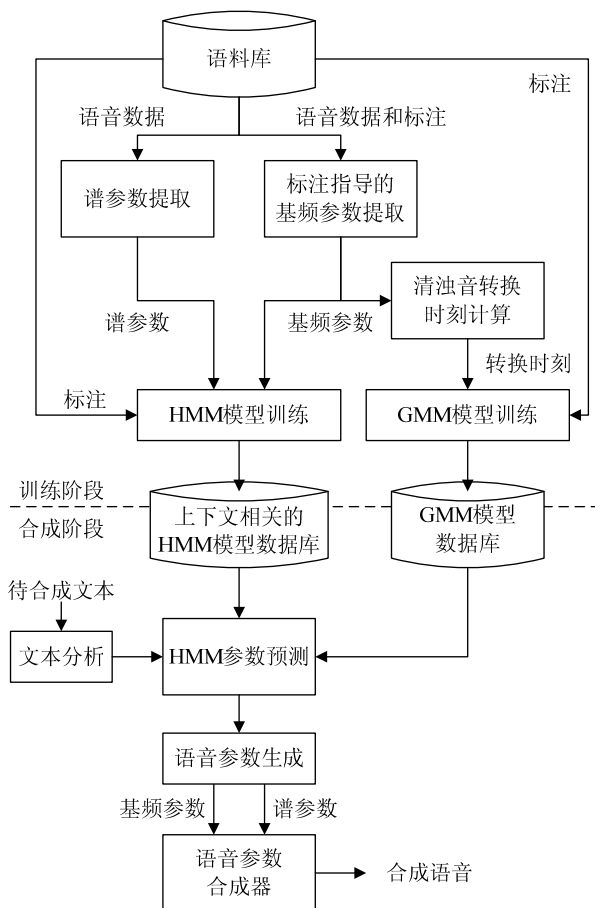 语料库
标注
语音数据
语音数据和标注
谱参数提取
标注指导的
基频参数提取
清浊音转换
时刻计算
谱参数
基频参数
转换时刻
标注
HMM模型训练
GMM模型训练
训练阶段
合成阶段
上下文相关的
HMM模型数据库
GMM模型
数据库
待合成文本
文本分析
HMM参数预测
语音参数生成
基频参数
谱参数
语音参数
合成器
合成语音